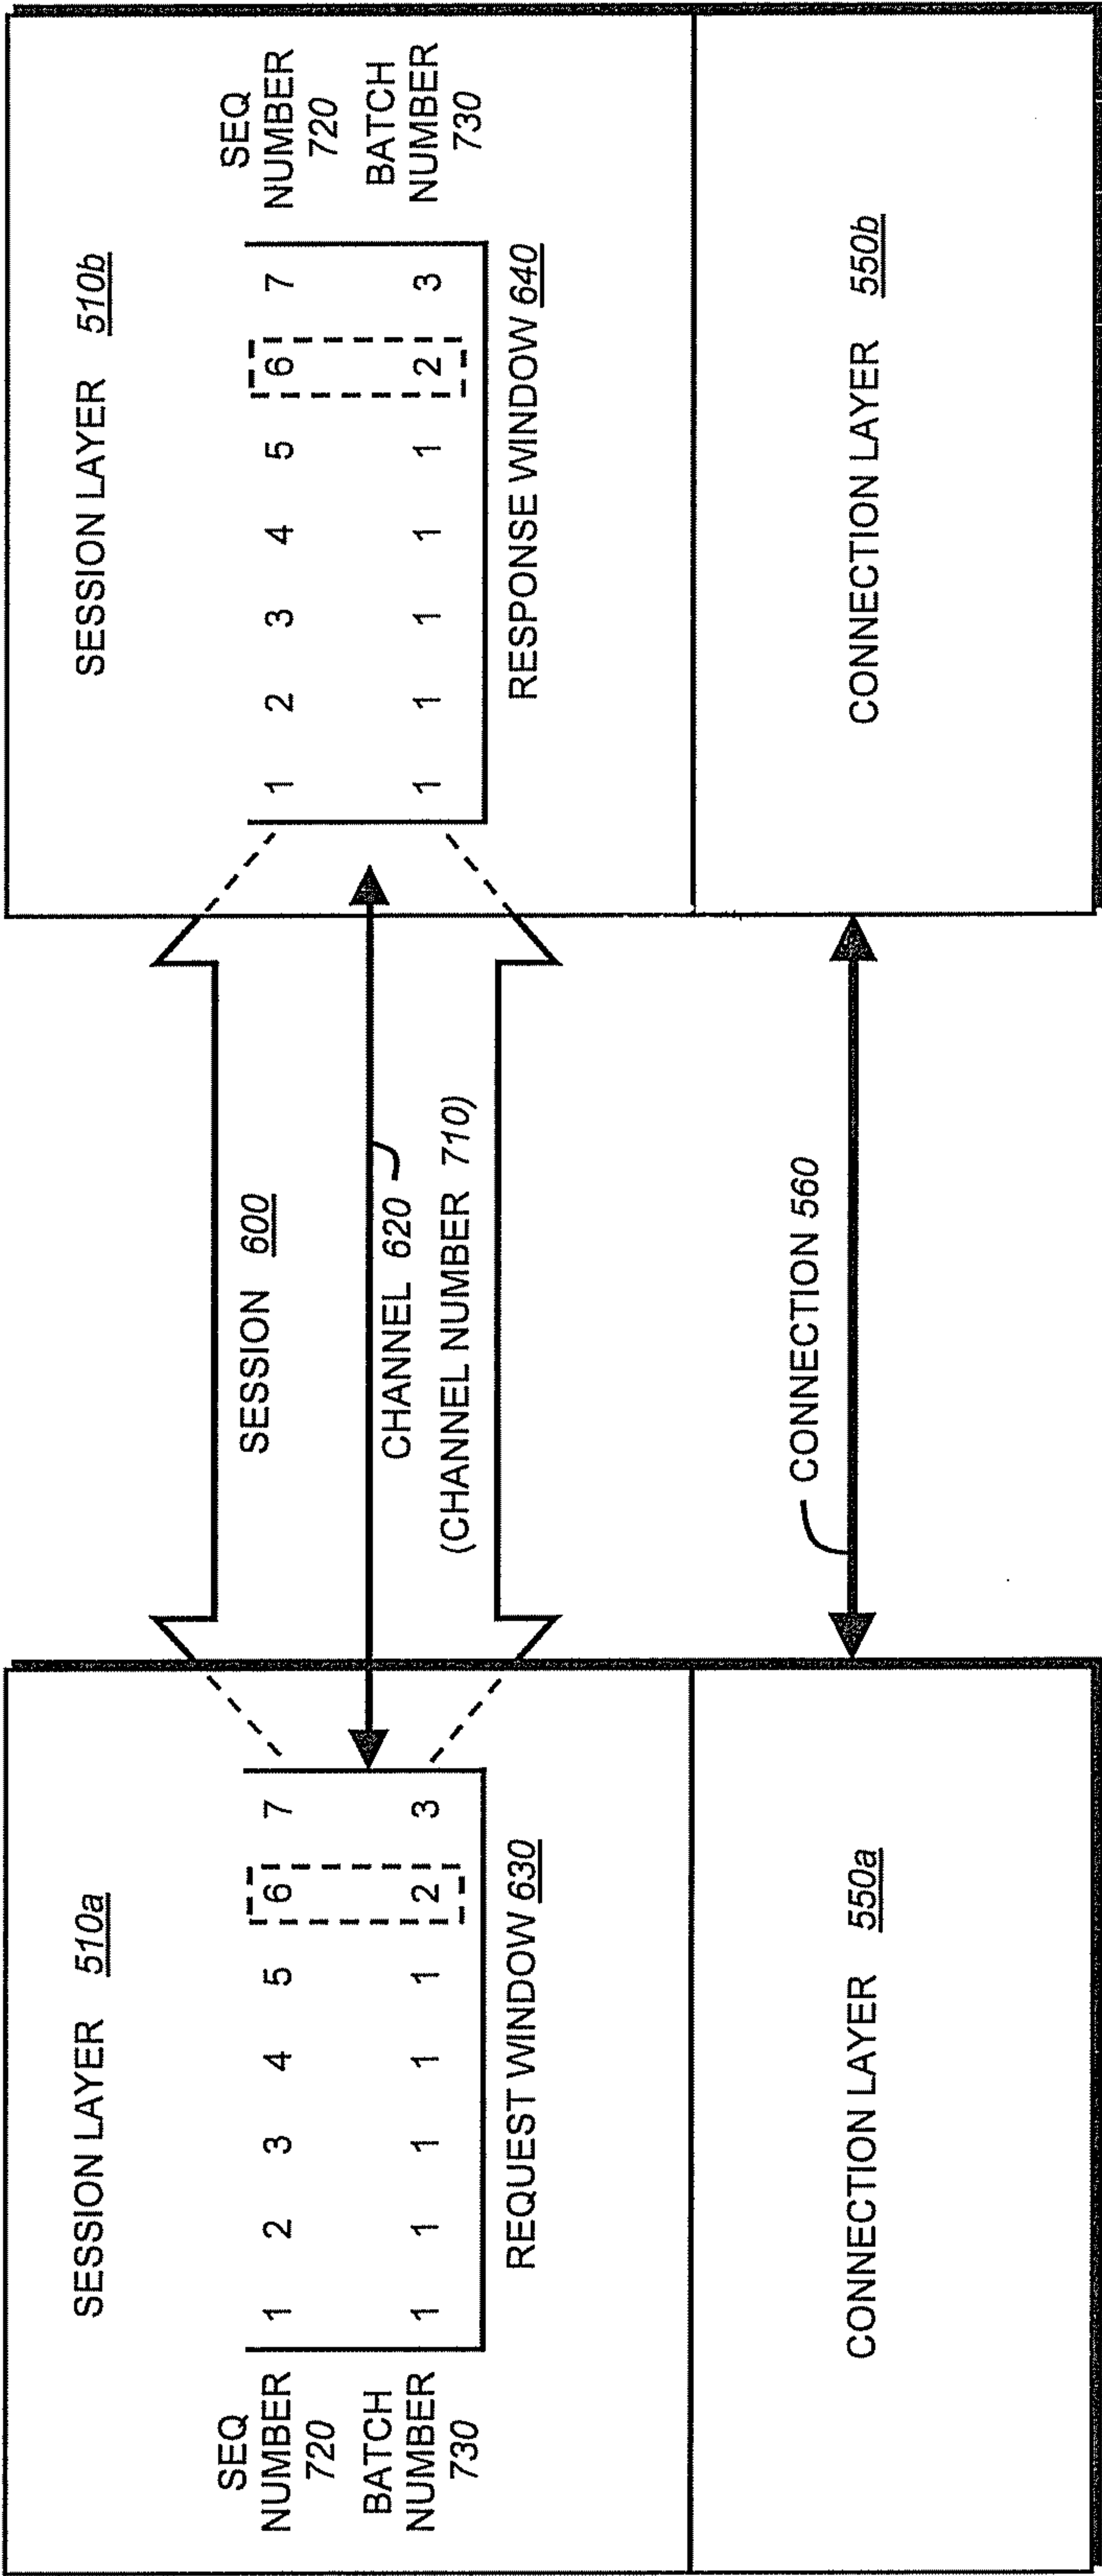 SESSION LAYER 510a
SEQ
NUMBER
720
1 2 3 4 5 6 7
BATCH
NUMBER
730
1 1 1 1 1 2 3
REQUEST WINDOW 630
CONNECTION LAYER 550a
SESSION 600
CHANNEL 620
(CHANNEL NUMBER 710)
CONNECTION 560
SESSION LAYER 510b
1 2 3 4 5 6 7
SEQ
NUMBER
720
1 1 1 1 1 2 3
BATCH
NUMBER
730
RESPONSE WINDOW 640
CONNECTION LAYER 550b